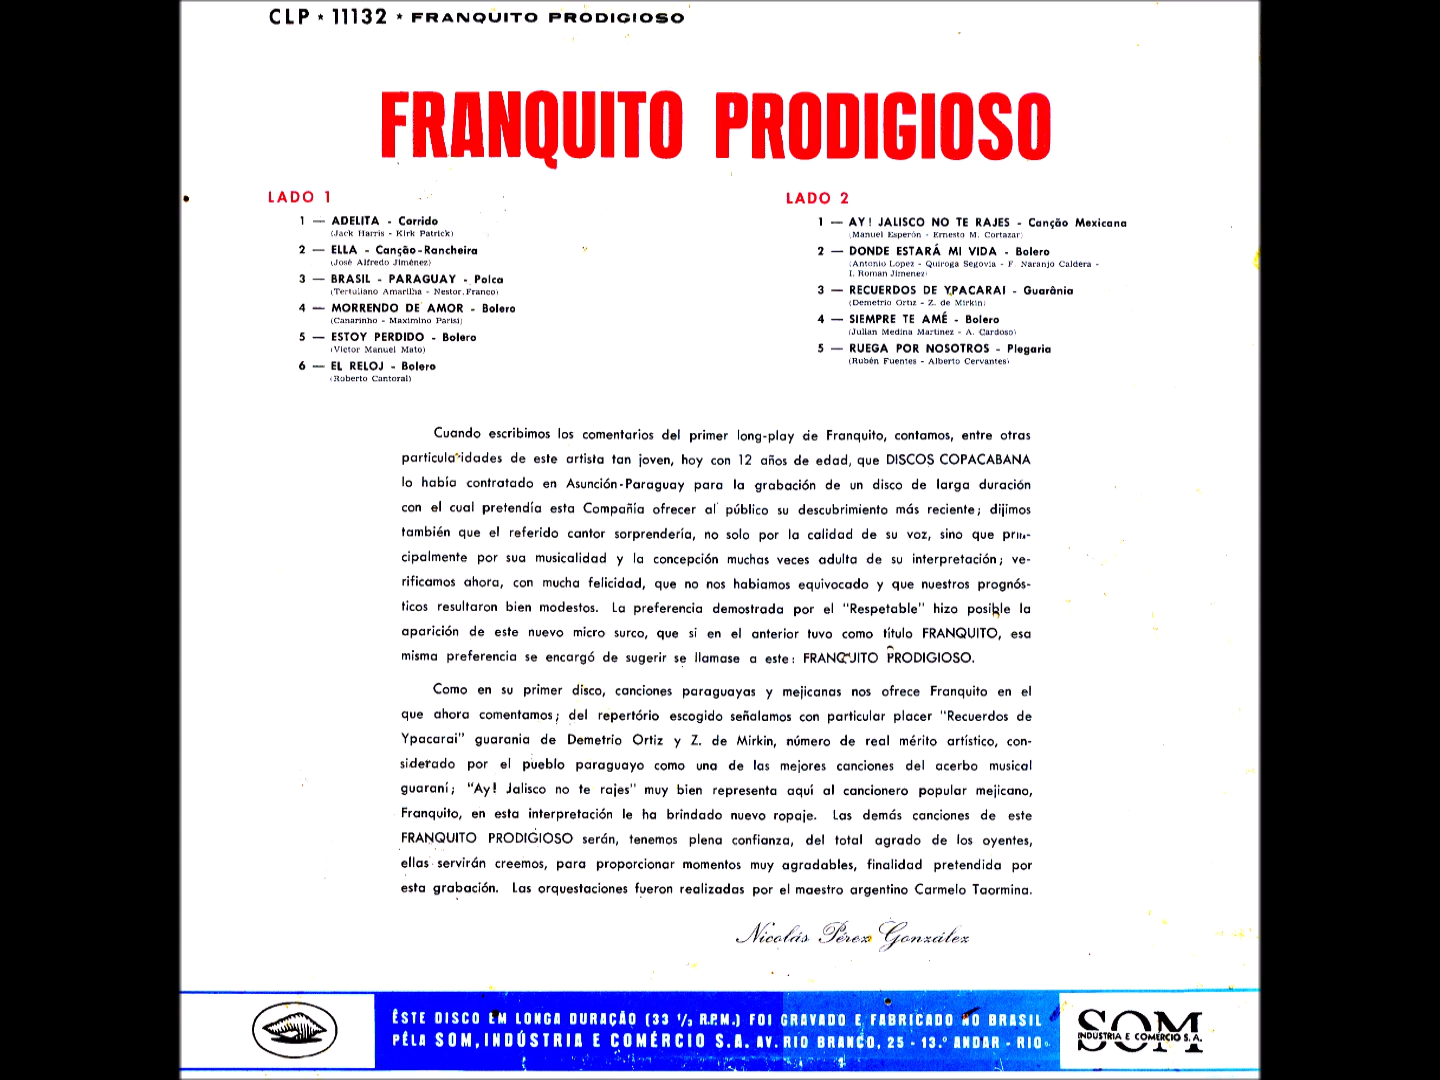 CLP * 11132 * FRANQUITO PRODIGIOSO
FRANQUITO PRODIGIOSO
LADO 1
1 — ADELITA - Corrido
(Jack Harris - Kirk Patrick)
2 — ELLA - Canção-Rancheira
(José Alfredo Jiménez)
3 — BRASIL - PARAGUAY - Polca
(Tertuliano Amarilha - Nestor Franco)
4 — MORRENDO DE AMOR - Bolero
(Canarinho - Maximino Parisi)
5 — ESTOY PERDIDO - Bolero
(Victor Manuel Mato)
6 — EL RELOJ - Bolero
(Roberto Cantoral)
LADO 2
1 — AY! JALISCO NO TE RAJES - Canção Mexicana
(Manuel Esperón - Ernesto M. Cortazar)
2 — DONDE ESTARÁ MI VIDA - Bolero
(Antonio Lopez - Quiroga Segovia - F. Naranjo Caldera -
I. Roman Jimenez)
3 — RECUERDOS DE YPACARAI - Guarânia
(Demetrio Ortiz - Z. de Mirkin)
4 — SIEMPRE TE AMÉ - Bolero
(Julian Medina Martinez - A. Cardoso)
5 — RUEGA POR NOSOTROS - Plegaria
(Rubén Fuentes - Alberto Cervantes)
Cuando escribimos los comentarios del primer long-play de Franquito, contamos, entre otras
particularidades de este artista tan joven, hoy con 12 años de edad, que DISCOS COPACABANA
lo había contratado en Asunción-Paraguay para la grabación de un disco de larga duración
con el cual pretendía esta Compañía ofrecer al público su descubrimiento más reciente; dijimos
también que el referido cantor sorprendería, no solo por la calidad de su voz, sino que prin-
cipalmente por sua musicalidad y la concepción muchas veces adulta de su interpretación; ve-
rificamos ahora, con mucha felicidad, que no nos habiamos equivocado y que nuestros prognós-
ticos resultaron bien modestos. La preferencia demostrada por el "Respetable" hizo posible la
aparición de este nuevo micro surco, que si en el anterior tuvo como título FRANQUITO, esa
misma preferencia se encargó de sugerir se llamase a este: FRANQUITO PRODIGIOSO.
Como en su primer disco, canciones paraguayas y mejicanas nos ofrece Franquito en el
que ahora comentamos; del repertório escogido señalamos con particular placer "Recuerdos de
Ypacarai" guarania de Demetrio Ortiz y Z. de Mirkin, número de real mérito artístico, con-
siderado por el pueblo paraguayo como una de las mejores canciones del acerbo musical
guaraní; "Ay! Jalisco no te rajes" muy bien representa aquí al cancionero popular mejicano,
Franquito, en esta interpretación le ha brindado nuevo ropaje. Las demás canciones de este
FRANQUITO PRODIGIOSO serán, tenemos plena confianza, del total agrado de los oyentes,
ellas servirán creemos, para proporcionar momentos muy agradables, finalidad pretendida por
esta grabación. Las orquestaciones fueron realizadas por el maestro argentino Carmelo Taormina.
Nicolás Pérez González
ÊSTE DISCO EM LONGA DURAÇÃO (33 1/3 R.P.M.) FOI GRAVADO E FABRICADO NO BRASIL
PÉLA SOM, INDÚSTRIA E COMÉRCIO S.A. AV. RIO BRANCO, 25 - 13.º ANDAR - RIO
SOM
INDÚSTRIA E COMÉRCIO S.A.